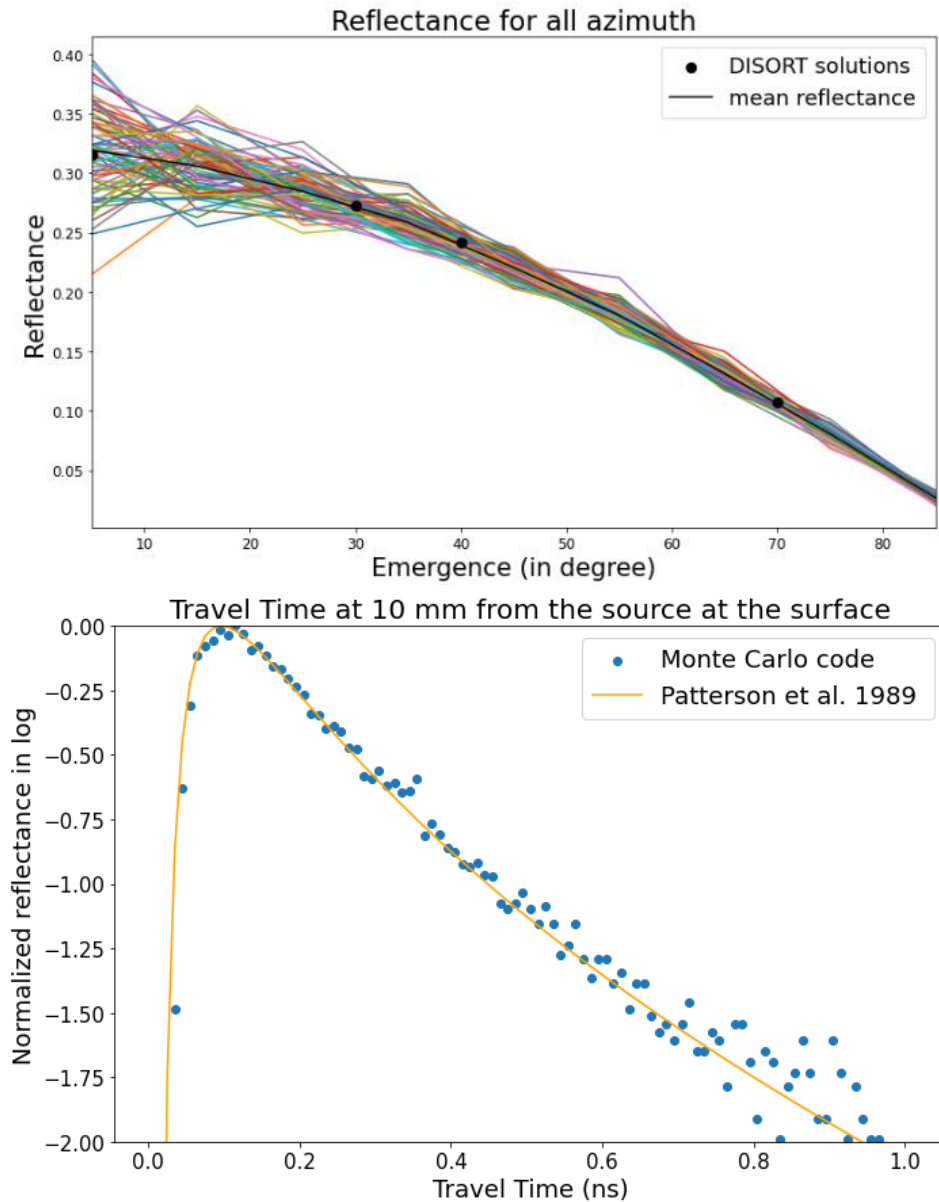 Reflectance for all azimuth
DISORT solutions
mean reflectance
0.40
0.35
0.30
0.25
0.20
0.15
0.10
0.05
Reflectance
10 20 30 40 50 60 70 80
Emergence (in degree)
Travel Time at 10 mm from the source at the surface
Monte Carlo code
Patterson et al. 1989
0.00
−0.25
−0.50
−0.75
−1.00
−1.25
−1.50
−1.75
−2.00
Normalized reflectance in log
0.0 0.2 0.4 0.6 0.8 1.0
Travel Time (ns)